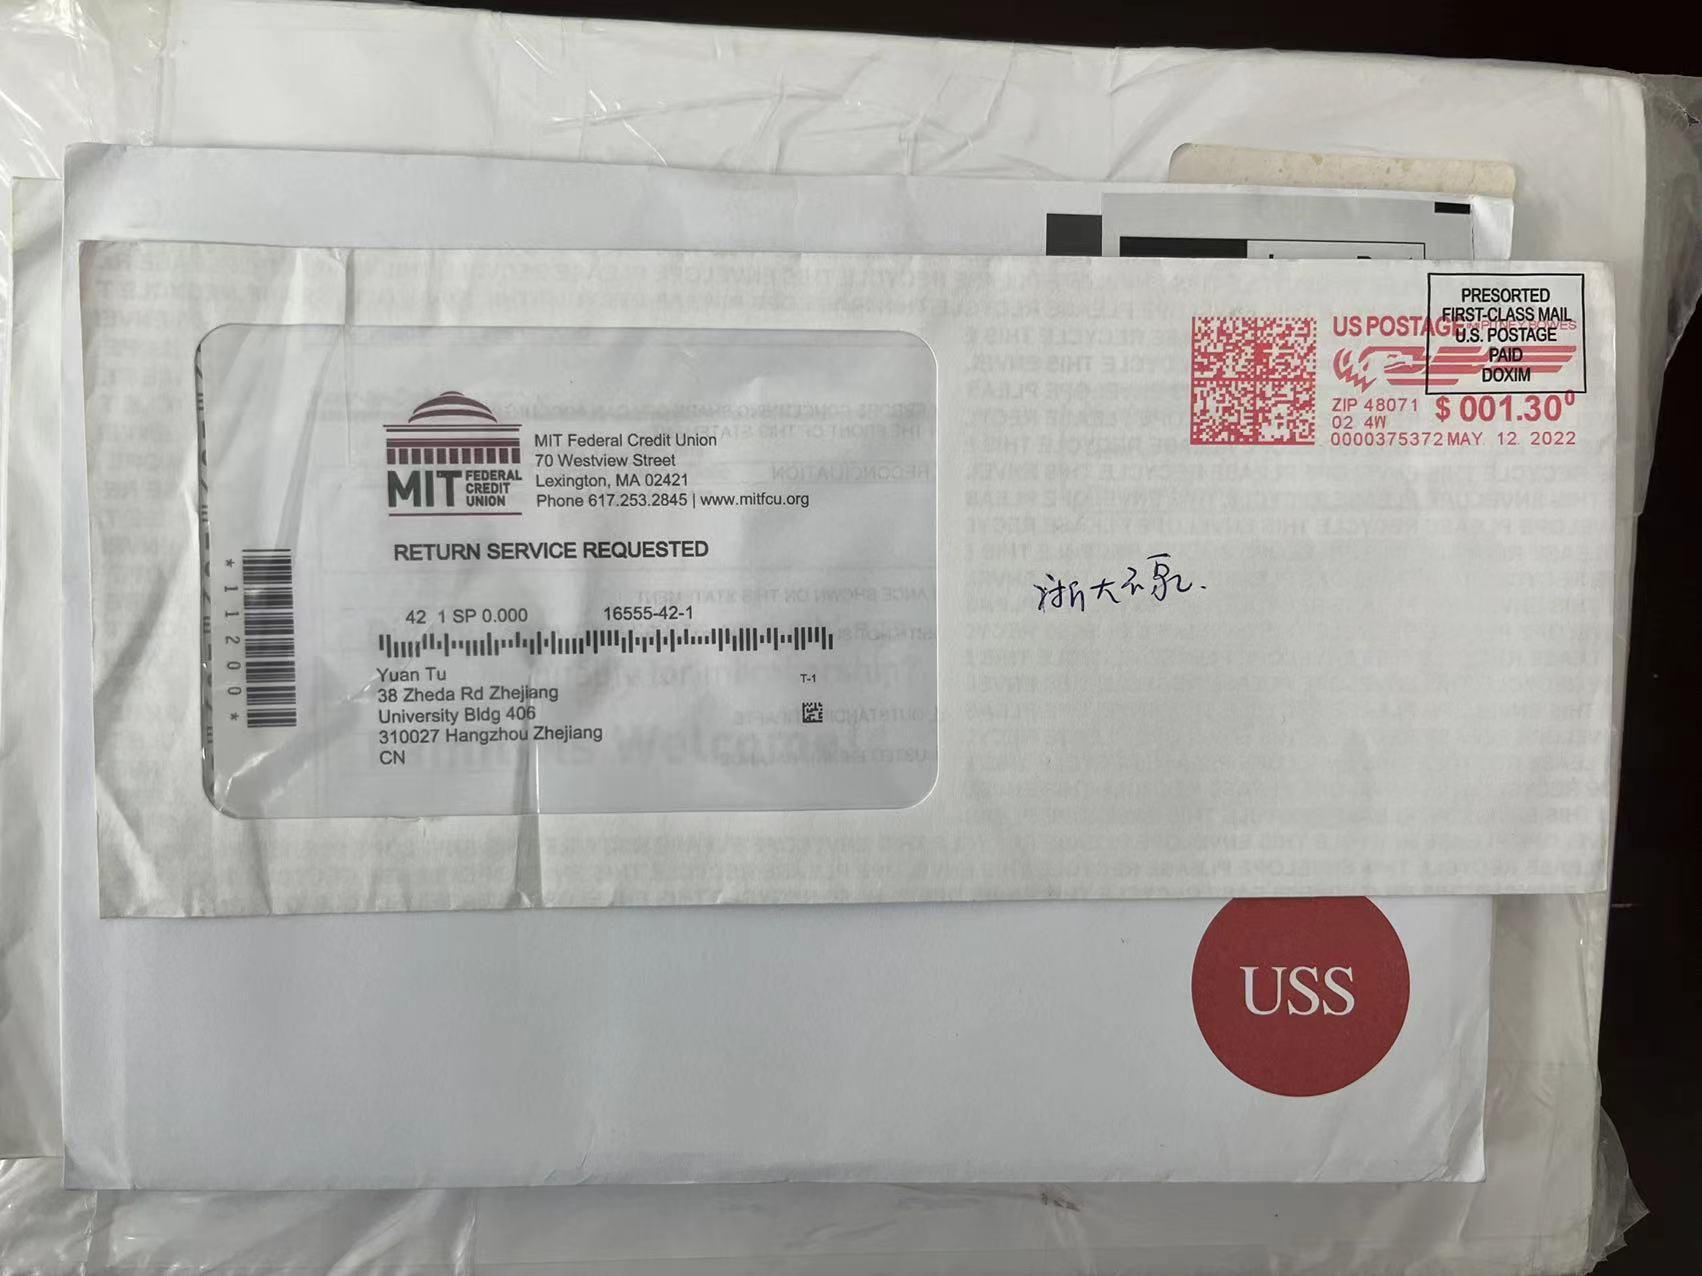 PRESORTED
FIRST-CLASS MAIL
U.S. POSTAGE
PAID
DOXIM
US POSTAGE PITNEY BOWES
ZIP 48071 $ 001.30⁰
02 4W
0000375372 MAY 12 2022
MIT FEDERAL
CREDIT
UNION
MIT Federal Credit Union
70 Westview Street
Lexington, MA 02421
Phone 617.253.2845 | www.mitfcu.org
RETURN SERVICE REQUESTED
*11200*
42 1 SP 0.000 16555-42-1
Yuan Tu
T-1
38 Zheda Rd Zhejiang
University Bldg 406
310027 Hangzhou Zhejiang
CN
浙大玉泉.
USS